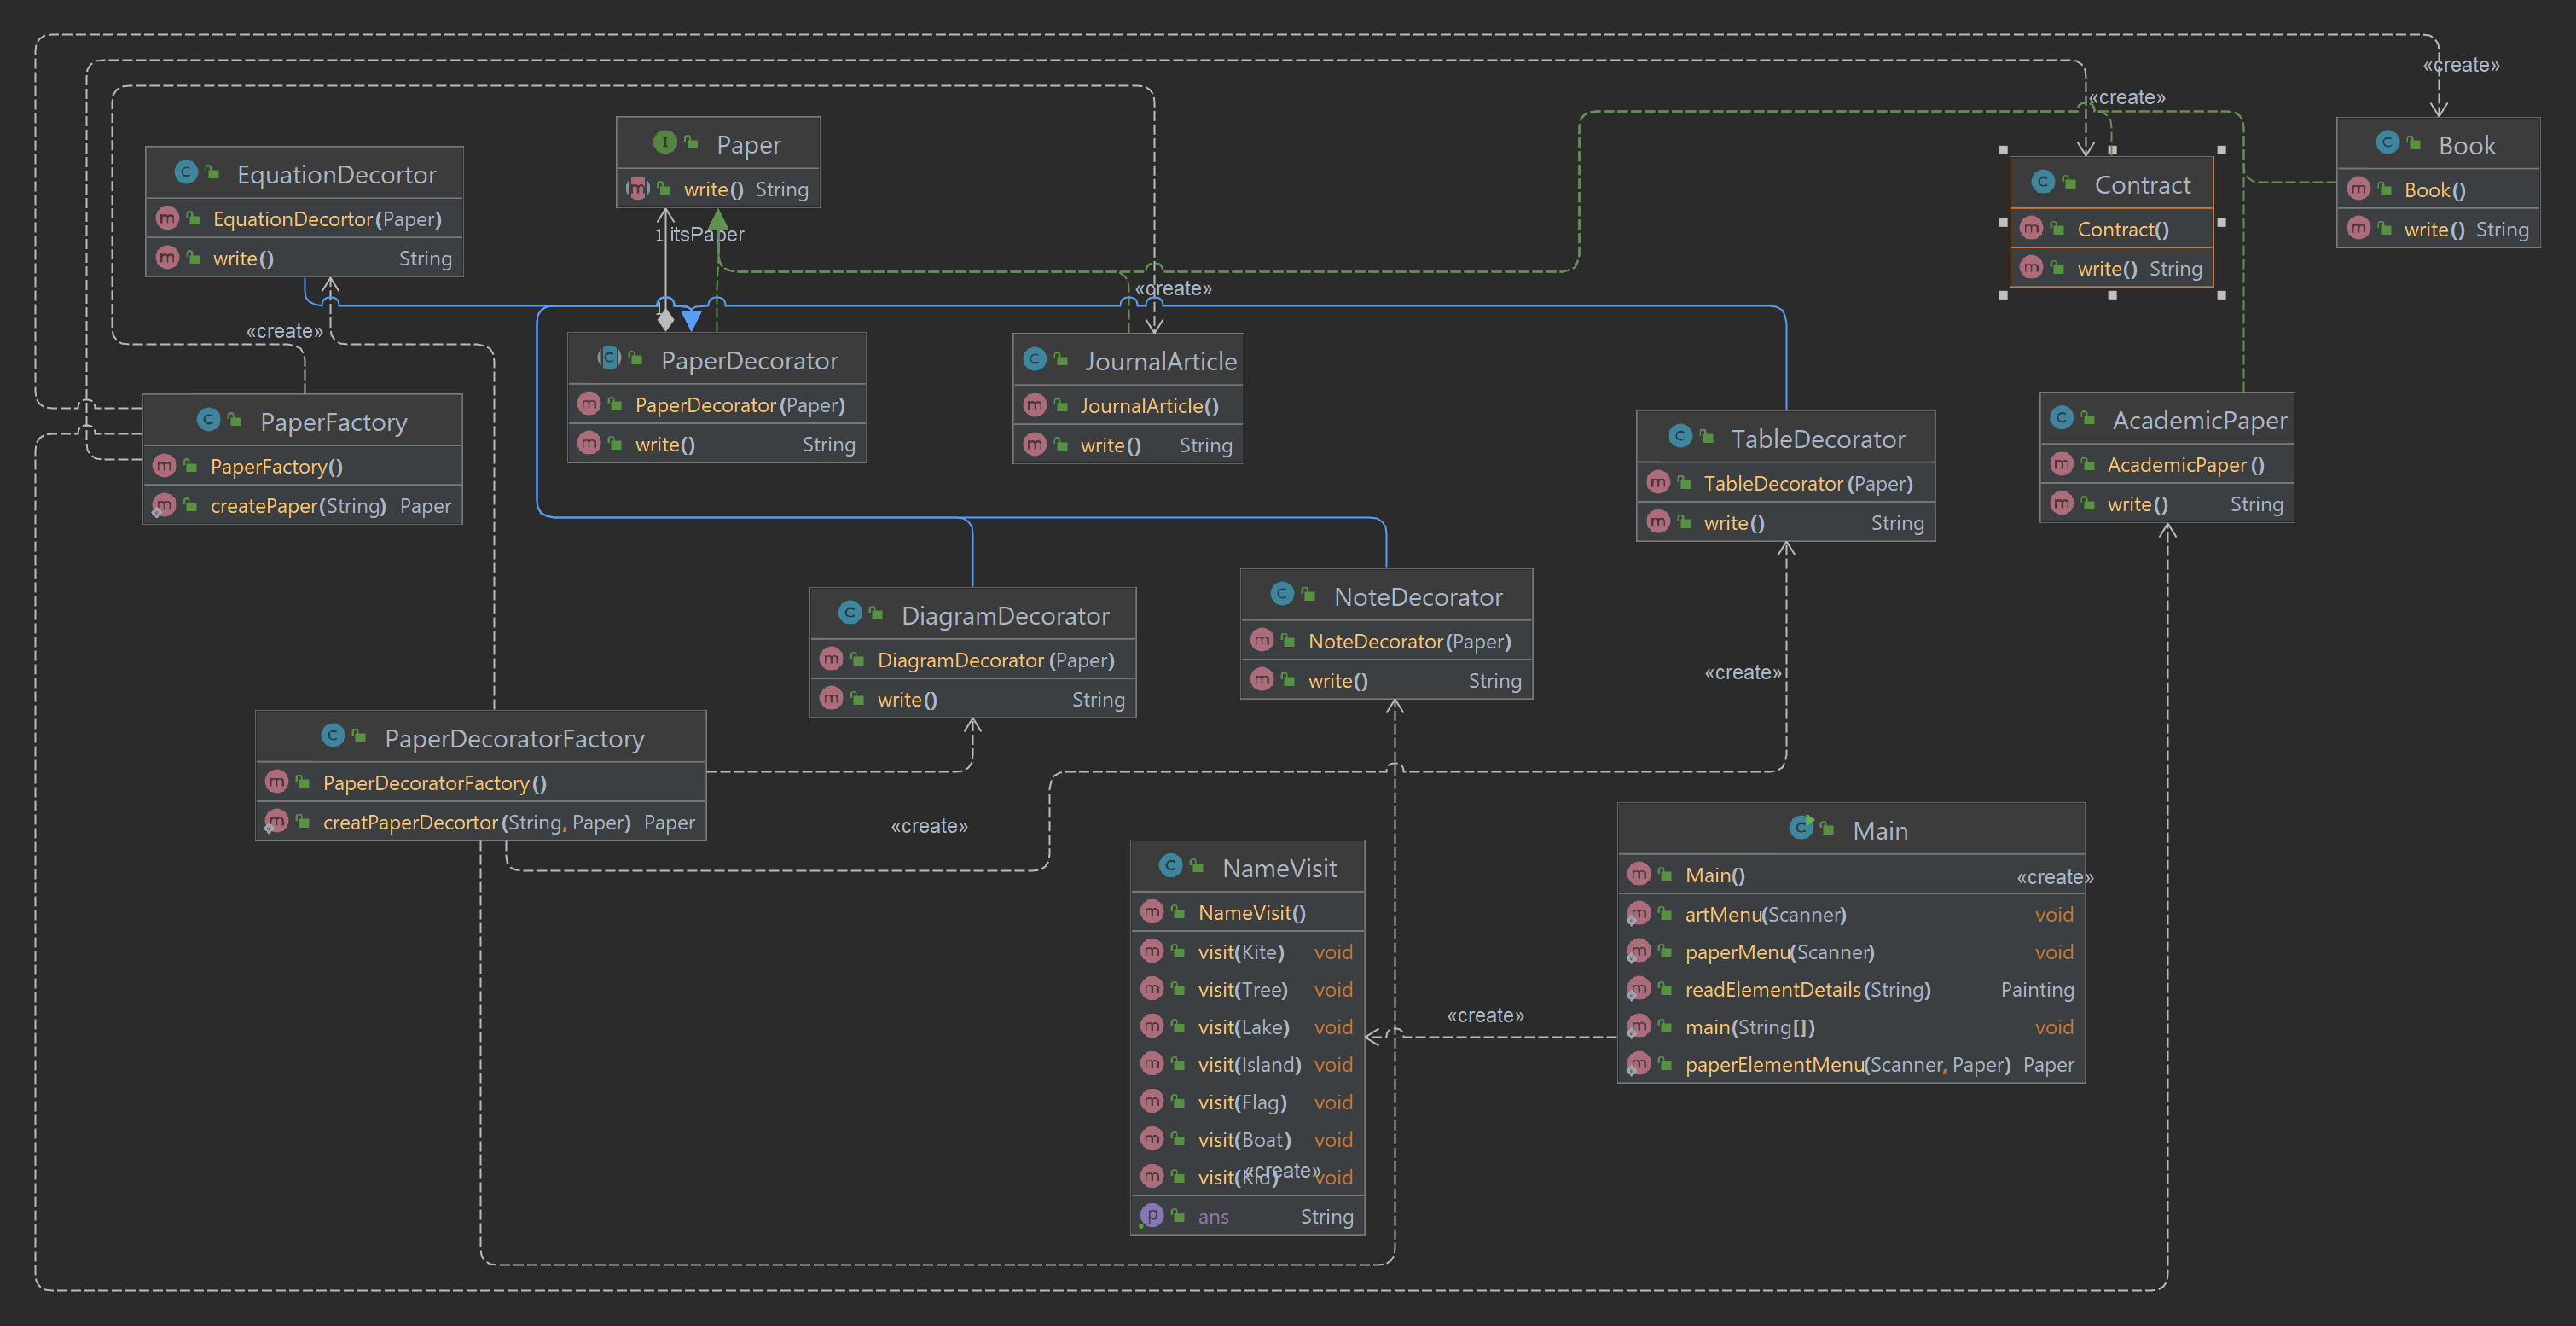 «create»
«create»
Paper
write() String
1 itsPaper
1
EquationDecortor
EquationDecortor(Paper)
write() String
Contract
Contract()
write() String
Book
Book()
write() String
«create»
«create»
PaperDecorator
PaperDecorator(Paper)
write() String
JournalArticle
JournalArticle()
write() String
PaperFactory
PaperFactory()
createPaper(String) Paper
TableDecorator
TableDecorator(Paper)
write() String
AcademicPaper
AcademicPaper()
write() String
DiagramDecorator
DiagramDecorator(Paper)
write() String
NoteDecorator
NoteDecorator(Paper)
write() String
«create»
PaperDecoratorFactory
PaperDecoratorFactory()
creatPaperDecortor(String, Paper) Paper
«create»
NameVisit
NameVisit()
visit(Kite) void
visit(Tree) void
visit(Lake) void
visit(Island) void
visit(Flag) void
visit(Boat) void
visit(Kid) void
«create»
ans String
«create»
Main
Main()
«create»
artMenu(Scanner) void
paperMenu(Scanner) void
readElementDetails(String) Painting
main(String[]) void
paperElementMenu(Scanner, Paper) Paper